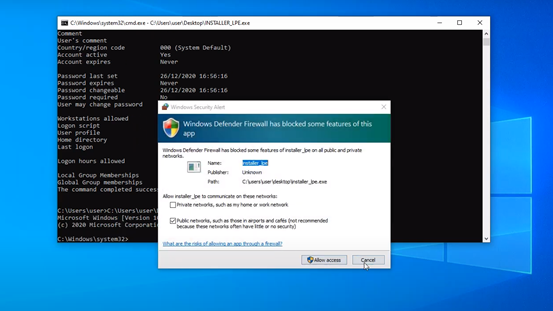 C:\Windows\system32\cmd.exe - C:\Users\user\Desktop\INSTALLER_LPE.exe
Comment
User's comment
Country/region code 000 (System Default)
Account active Yes
Account expires Never
Password last set 26/12/2020 16:56:16
Password expires Never
Password changeable 26/12/2020 16:56:16
Password required No
User may change password
Workstations allowed
Logon script
User profile
Home directory
Last logon
Logon hours allowed
Local Group Memberships
Global Group memberships
The command completed succes
C:\Users\user>C:\Users\user\
Microsoft Windows [Version 10
(c) 2020 Microsoft Corporati
C:\Windows\system32>
Windows Security Alert
Windows Defender Firewall has blocked some features of this
app
Windows Defender Firewall has blocked some features of installer_lpe on all public and private
networks.
Name: installer_lpe
Publisher: Unknown
Path: C:\users\user\desktop\installer_lpe.exe
Allow installer_lpe to communicate on these networks:
Private networks, such as my home or work network
Public networks, such as those in airports and cafés (not recommended
because these networks often have little or no security)
What are the risks of allowing an app through a firewall?
Allow access
Cancel